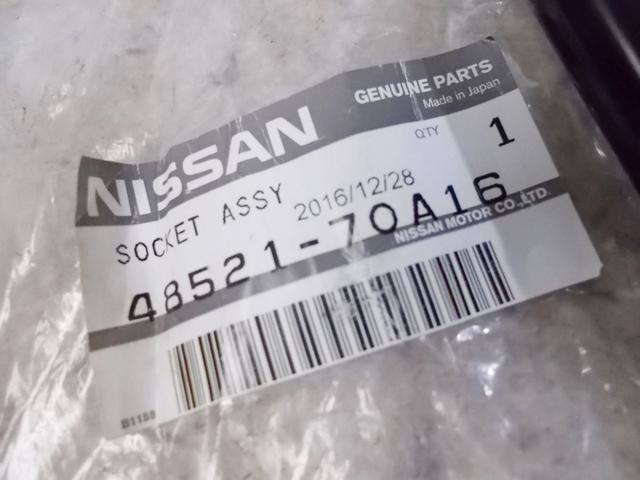 NISSAN GENUINE PARTS
Made in Japan
SOCKET ASSY 2016/12/28 QTY 1
48521-70A16
NISSAN MOTOR CO.,LTD.
B1159